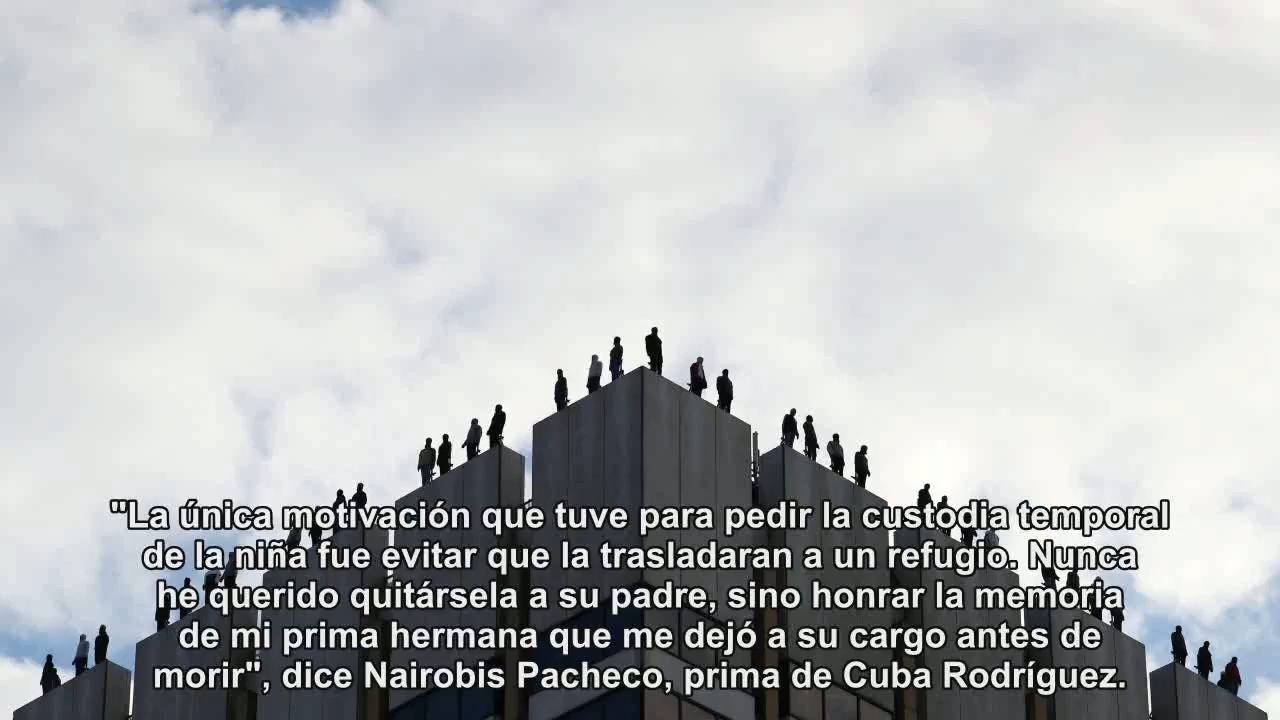 "La única motivación que tuve para pedir la custodia temporal
de la niña fue evitar que la trasladaran a un refugio. Nunca
he querido quitársela a su padre, sino honrar la memoria
de mi prima hermana que me dejó a su cargo antes de
morir", dice Nairobis Pacheco, prima de Cuba Rodríguez.